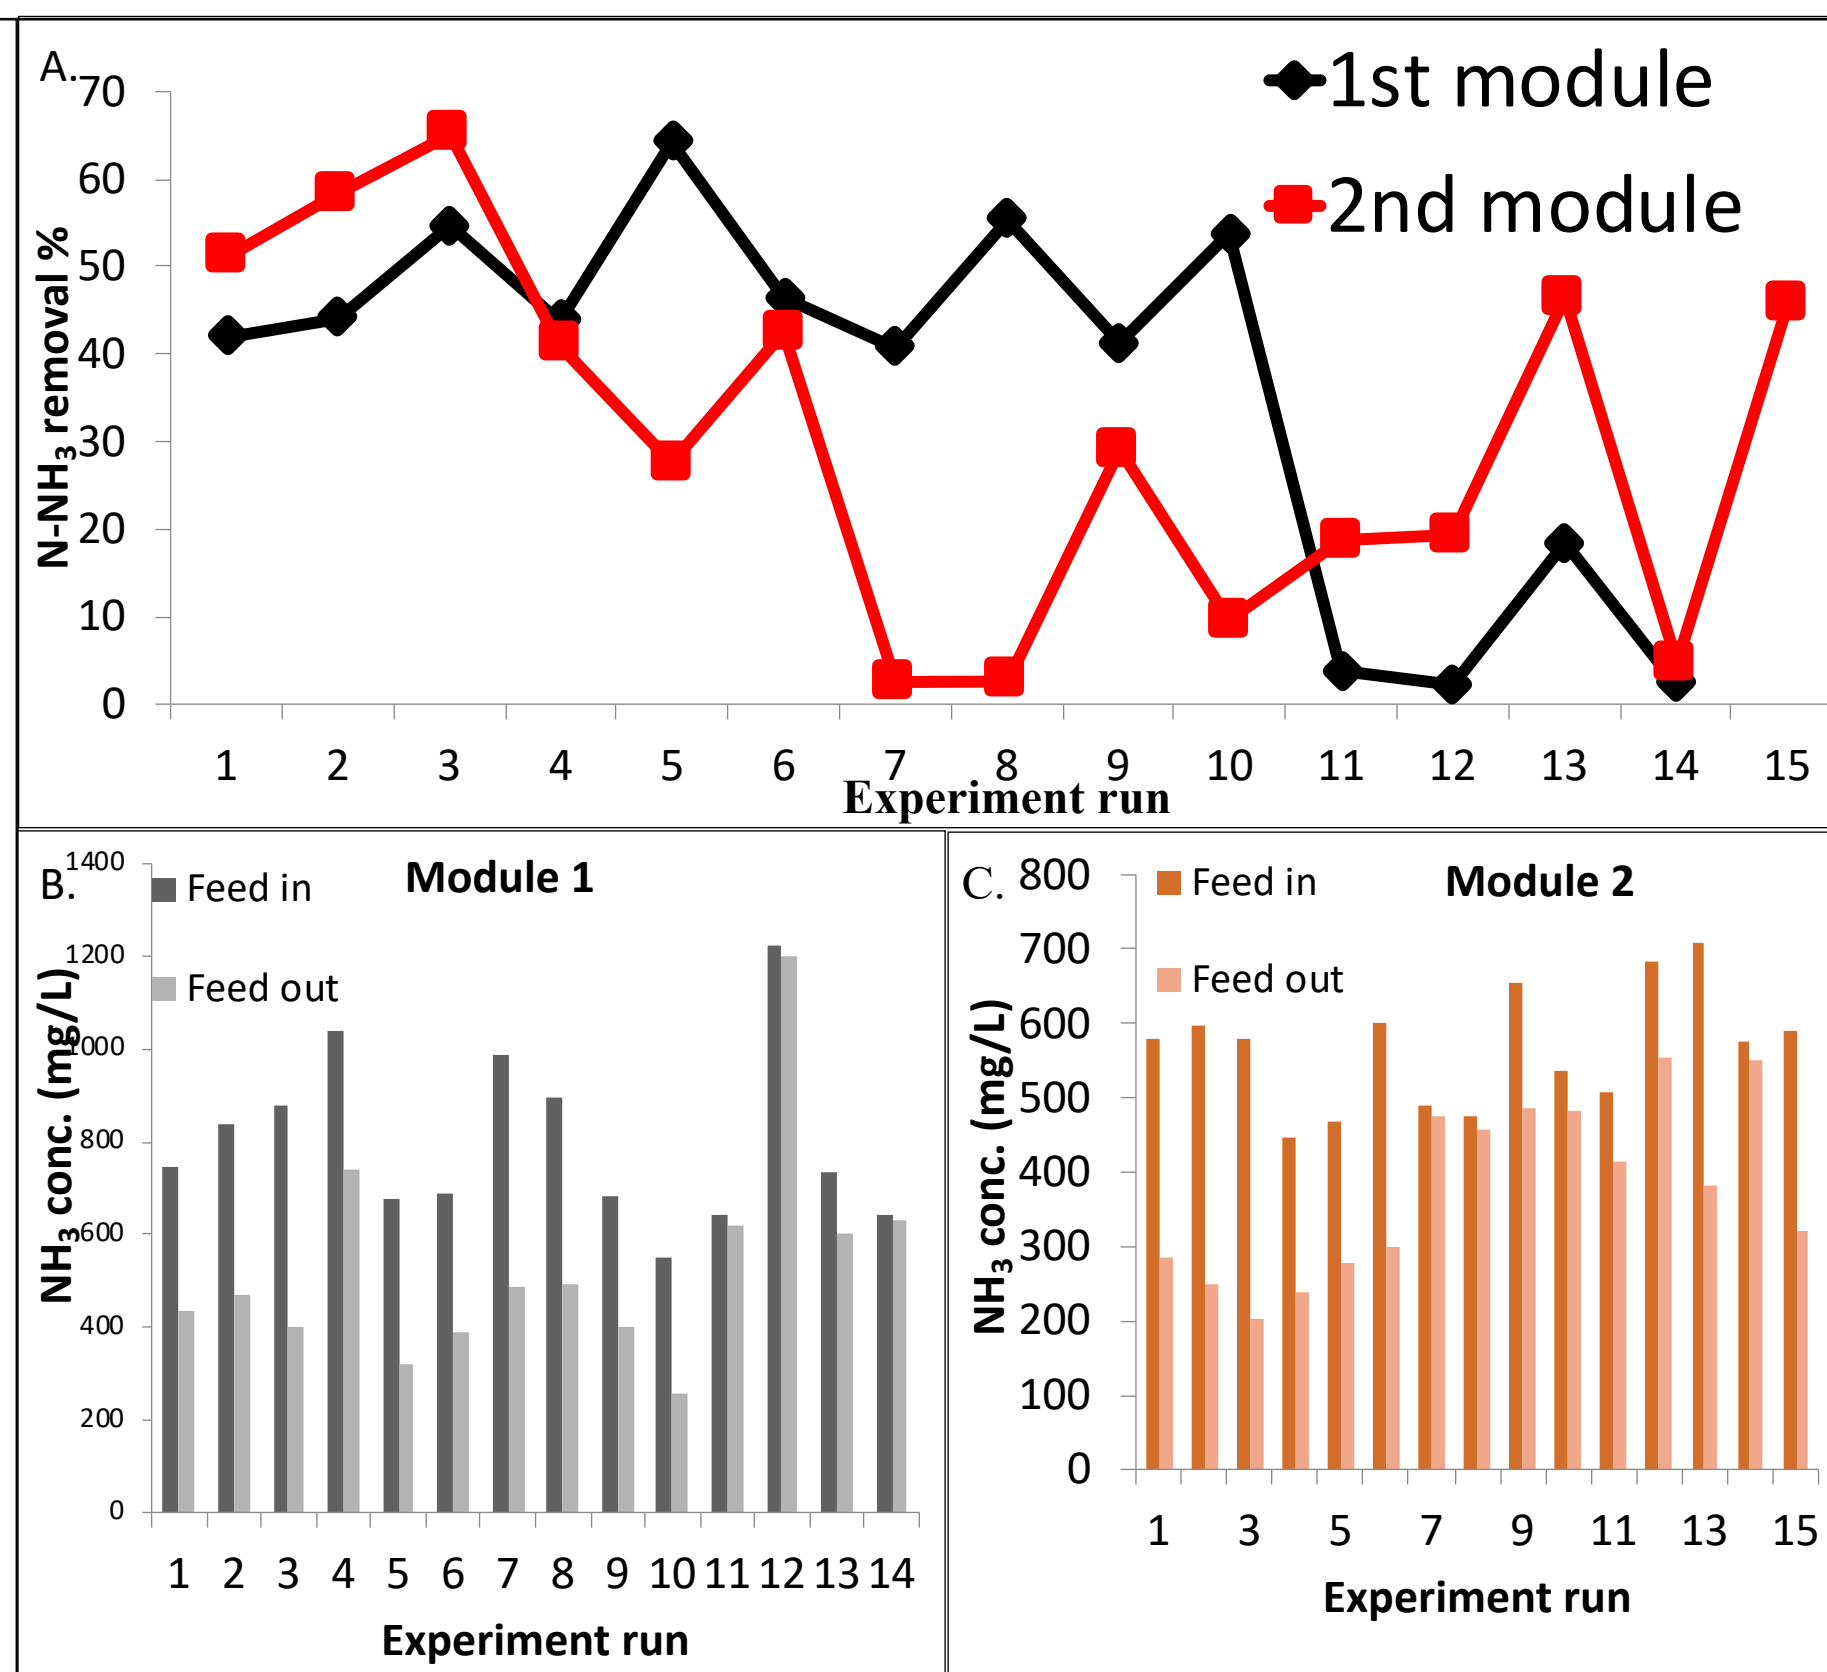 A.
1st module
2nd module
N-NH₃ removal %
70
60
50
40
30
20
10
0
1 2 3 4 5 6 7 8 9 10 11 12 13 14 15
Experiment run
B.
Module 1
Feed in
Feed out
NH₃ conc. (mg/L)
1400
1200
1000
800
600
400
200
0
1 2 3 4 5 6 7 8 9 10 11 12 13 14
Experiment run
C.
Module 2
Feed in
Feed out
NH₃ conc. (mg/L)
800
700
600
500
400
300
200
100
0
1 3 5 7 9 11 13 15
Experiment run